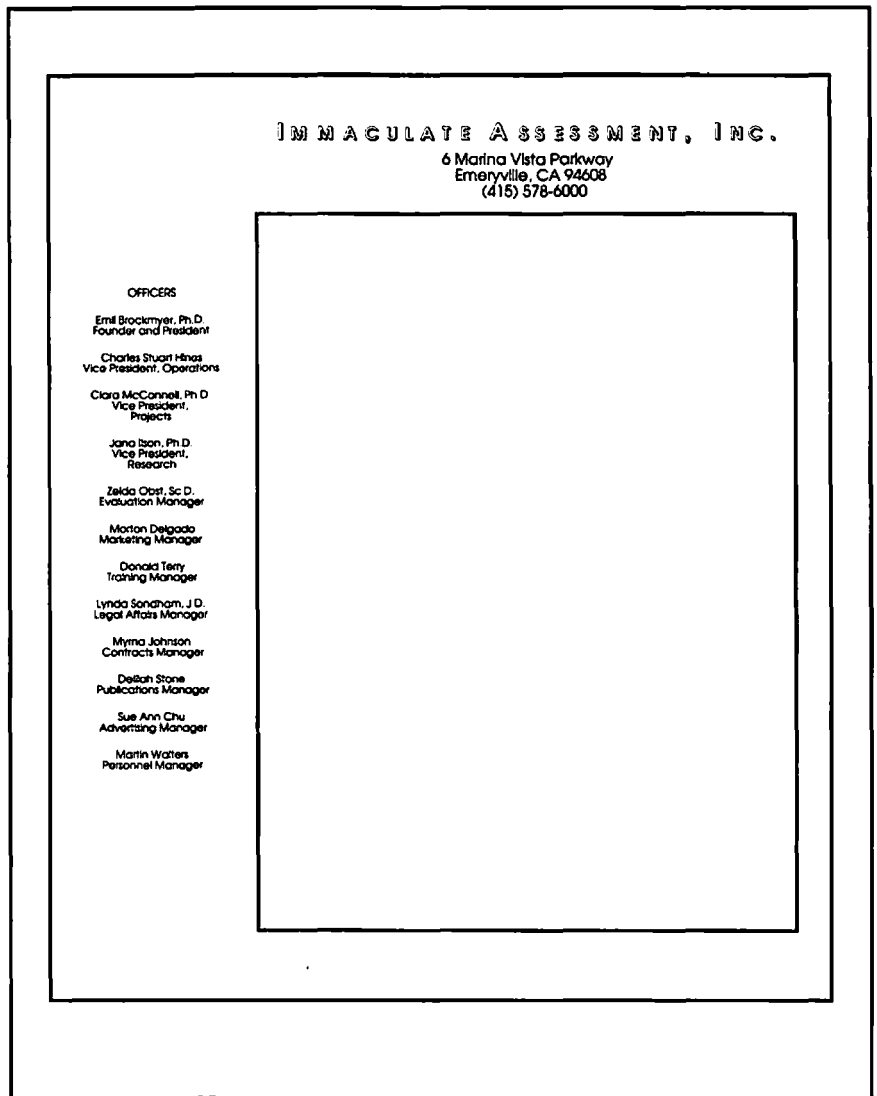 IMMACULATE ASSESSMENT, INC.
6 Marina Vista Parkway
Emeryville, CA 94608
(415) 578-6000
OFFICERS
Emil Brockmyer, Ph.D.
Founder and President
Charles Stuart Hines
Vice President, Operations
Clara McConnell, Ph D
Vice President,
Projects
Jana Ilson, Ph D.
Vice President,
Research
Zelda Obst, Sc D.
Evaluation Manager
Morton Delgado
Marketing Manager
Donald Terry
Training Manager
Lynda Sondham, J D.
Legal Affairs Manager
Myrna Johnson
Contracts Manager
Delilah Stone
Publications Manager
Sue Ann Chu
Advertising Manager
Martin Walters
Personnel Manager